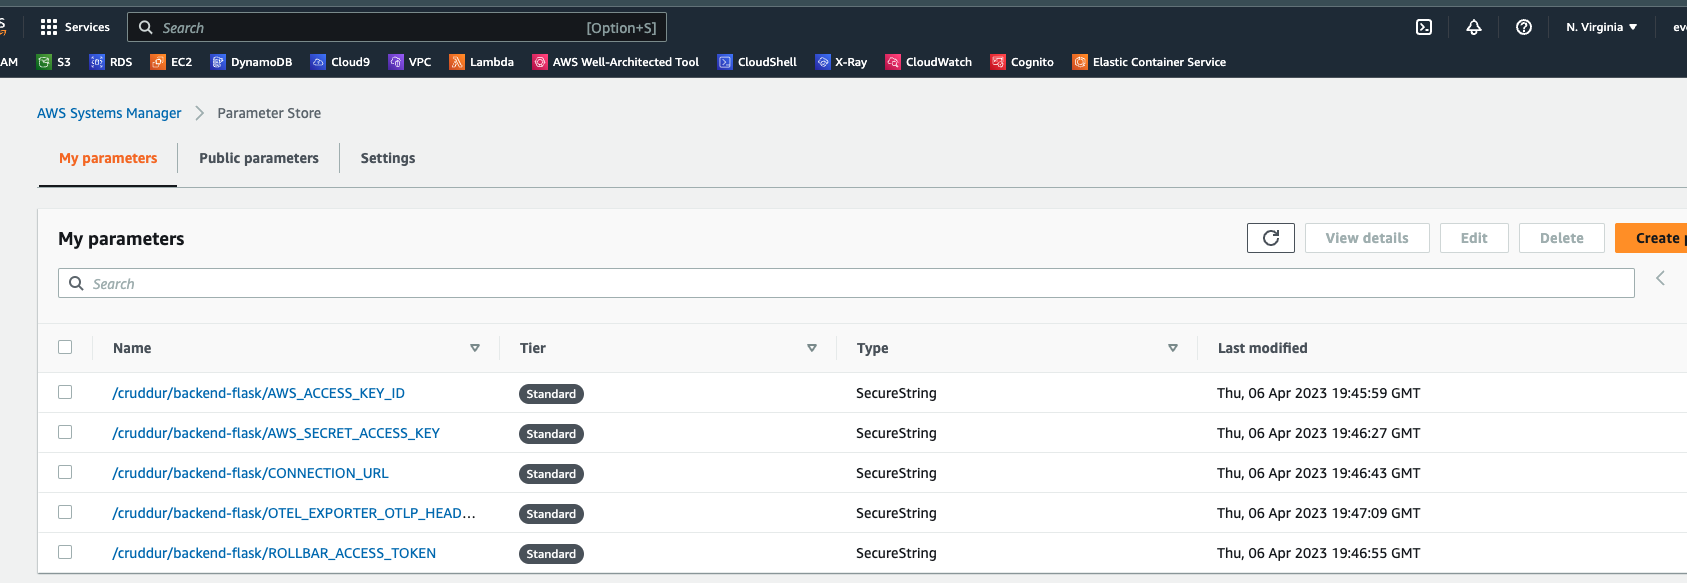 S Services Search [Option+S] N. Virginia ev
AM S3 RDS EC2 DynamoDB Cloud9 VPC Lambda AWS Well-Architected Tool CloudShell X-Ray CloudWatch Cognito Elastic Container Service
AWS Systems Manager Parameter Store
My parameters Public parameters Settings
My parameters View details Edit Delete Create
Search
Name Tier Type Last modified
/cruddur/backend-flask/AWS_ACCESS_KEY_ID Standard SecureString Thu, 06 Apr 2023 19:45:59 GMT
/cruddur/backend-flask/AWS_SECRET_ACCESS_KEY Standard SecureString Thu, 06 Apr 2023 19:46:27 GMT
/cruddur/backend-flask/CONNECTION_URL Standard SecureString Thu, 06 Apr 2023 19:46:43 GMT
/cruddur/backend-flask/OTEL_EXPORTER_OTLP_HEAD... Standard SecureString Thu, 06 Apr 2023 19:47:09 GMT
/cruddur/backend-flask/ROLLBAR_ACCESS_TOKEN Standard SecureString Thu, 06 Apr 2023 19:46:55 GMT